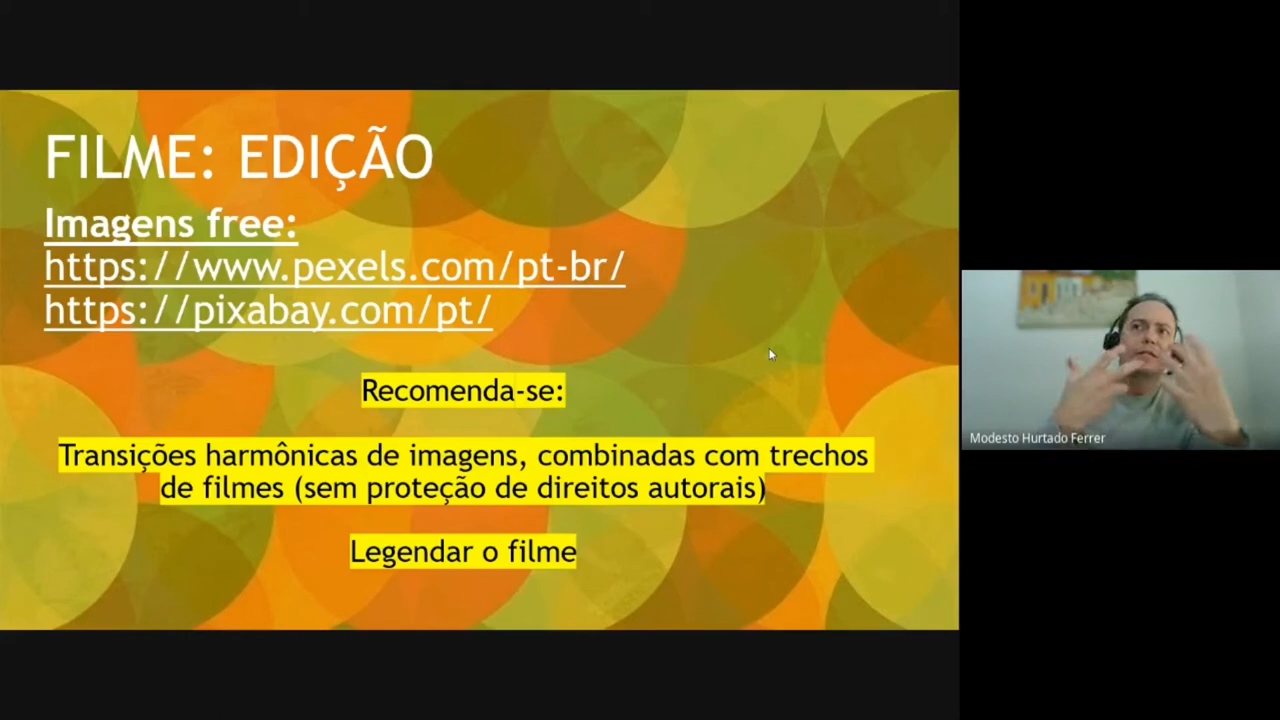 FILME: EDIÇÃO
Imagens free:
https://www.pexels.com/pt-br/
https://pixabay.com/pt/
Recomenda-se:
Transições harmônicas de imagens, combinadas com trechos
de filmes (sem proteção de direitos autorais)
Legendar o filme
Modesto Hurtado Ferrer